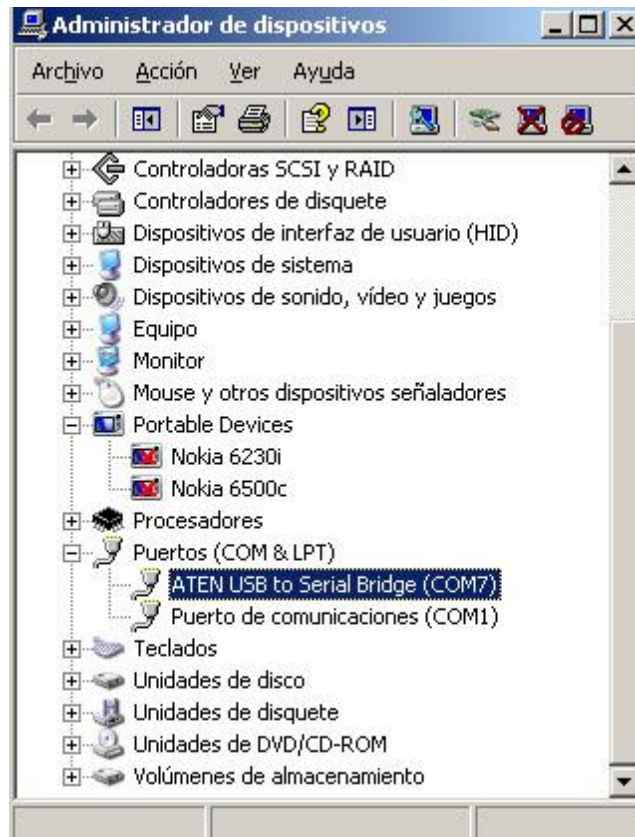 Administrador de dispositivos
Archivo Acción Ver Ayuda
Controladoras SCSI y RAID
Controladores de disquete
Dispositivos de interfaz de usuario (HID)
Dispositivos de sistema
Dispositivos de sonido, vídeo y juegos
Equipo
Monitor
Mouse y otros dispositivos señaladores
Portable Devices
Nokia 6230i
Nokia 6500c
Procesadores
Puertos (COM & LPT)
ATEN USB to Serial Bridge (COM7)
Puerto de comunicaciones (COM1)
Teclados
Unidades de disco
Unidades de disquete
Unidades de DVD/CD-ROM
Volúmenes de almacenamiento